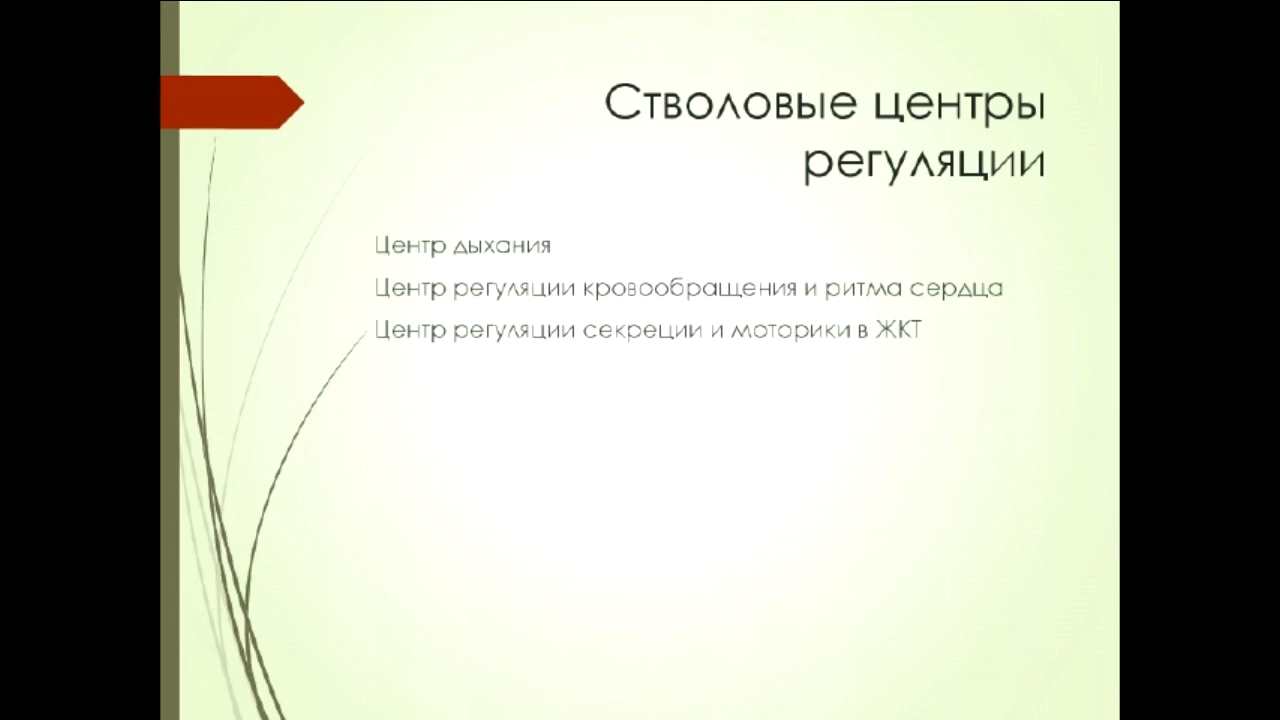 Стволовые центры
регуляции
Центр дыхания
Центр регуляции кровообращения и ритма сердца
Центр регуляции секреции и моторики в ЖКТ